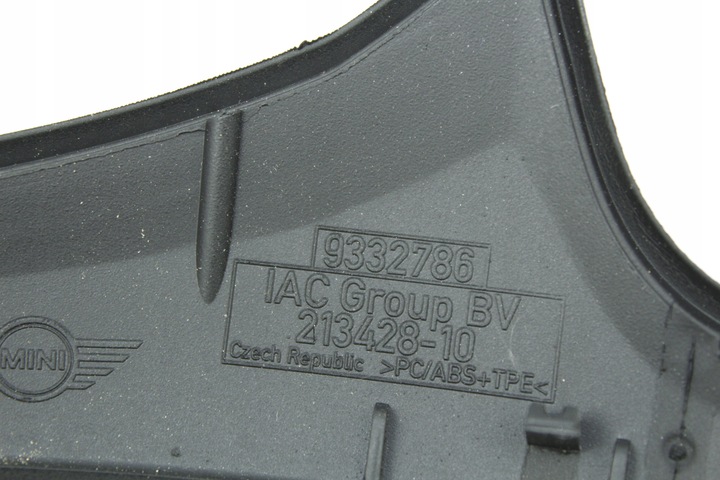 9332786
IAC Group BV
213428-10
Czech Republic >PC/ABS+TPE<
MINI